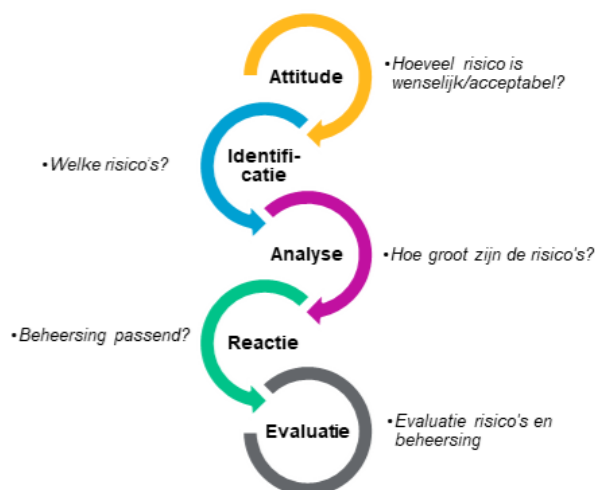 Attitude
•Hoeveel risico is
wenselijk/acceptabel?
•Welke risico's?
Identifi-
catie
Analyse
•Hoe groot zijn de risico's?
•Beheersing passend?
Reactie
Evaluatie
•Evaluatie risico's en
beheersing